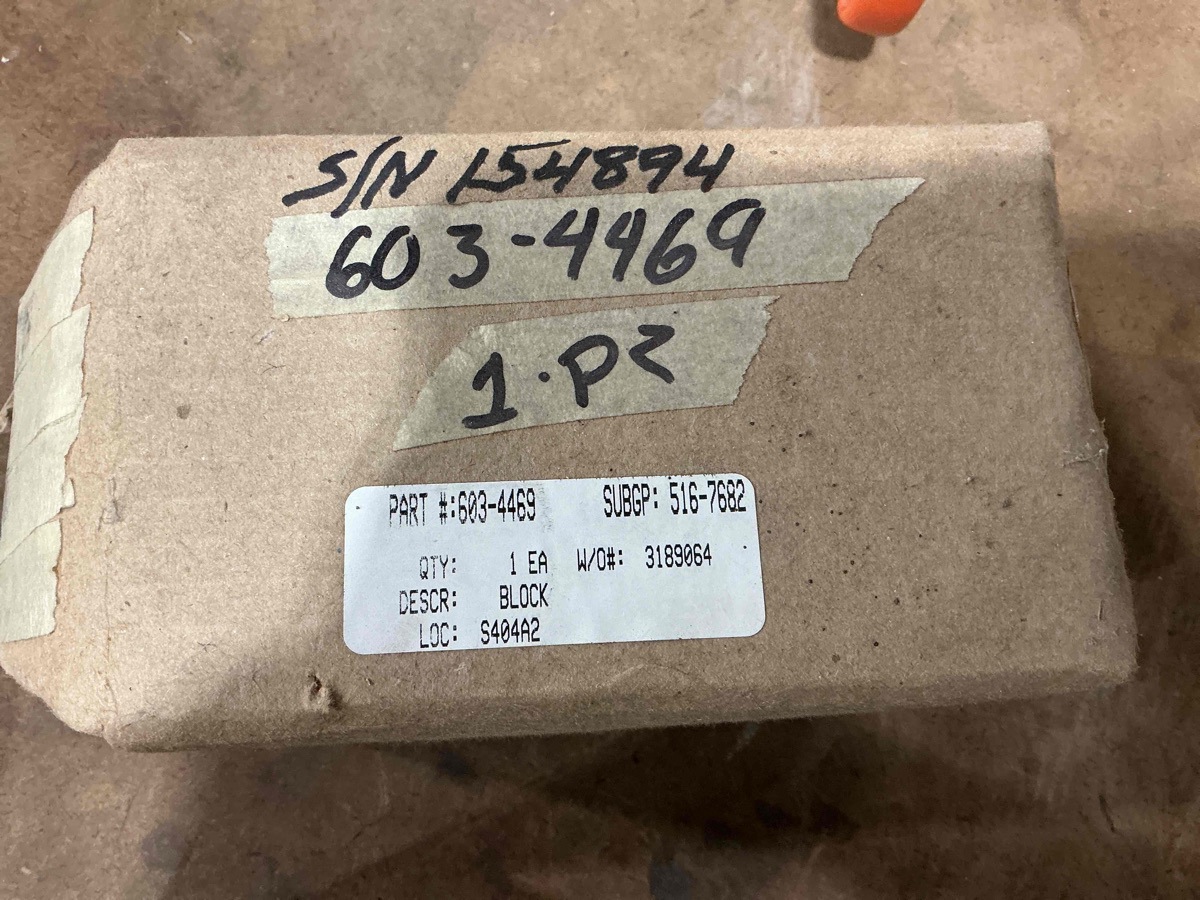 S/N 154894
603-4469
1.PZ
PART #:603-4469 SUBGP: 516-7682
QTY: 1 EA W/O#: 3189064
DESCR: BLOCK
LOC: S404A2